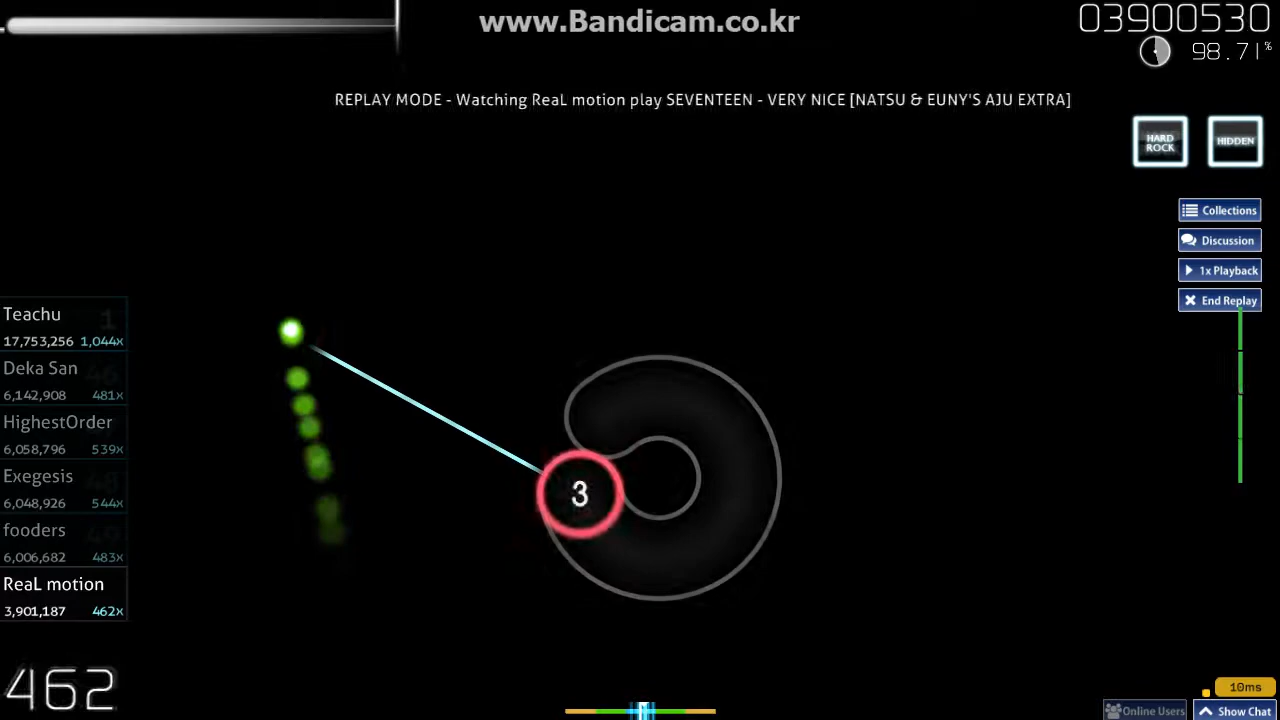 www.Bandicam.co.kr
03900530
98.71%
REPLAY MODE - Watching ReaL motion play SEVENTEEN - VERY NICE [NATSU & EUNY'S AJU EXTRA]
HARD ROCK
HIDDEN
Collections
Discussion
1x Playback
End Replay
Teachu
17,753,256 1,044x
Deka San
6,142,908 481x
HighestOrder
6,058,796 539x
Exegesis
6,048,926 544x
fooders
6,006,682 483x
ReaL motion
3,901,187 462x
3
462
10ms
Online Users
Show Chat